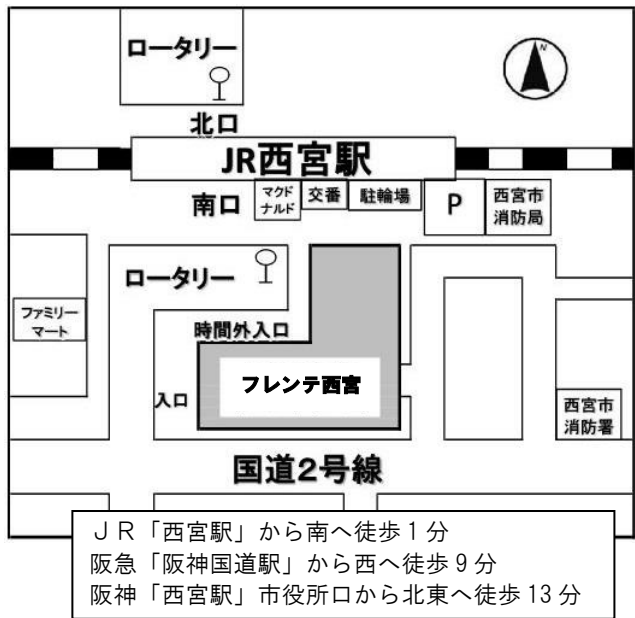 ロータリー
N
北口
JR西宮駅
南口
マクド
ナルド
交番
駐輪場
P
西宮市
消防局
ロータリー
ファミリー
マート
時間外入口
フレンテ西宮
入口
西宮市
消防署
国道2号線
ＪＲ「西宮駅」から南へ徒歩1分
阪急「阪神国道駅」から西へ徒歩9分
阪神「西宮駅」市役所口から北東へ徒歩13分